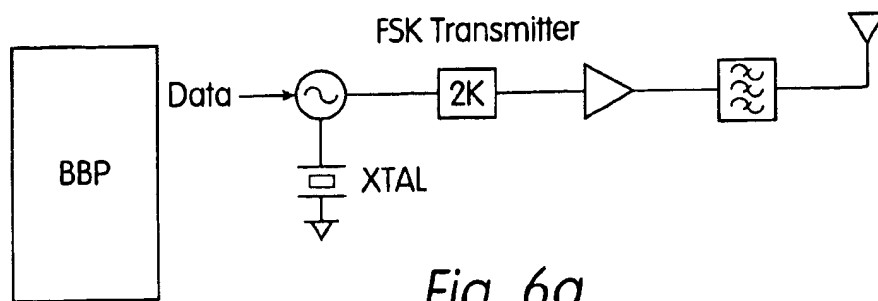 FSK Transmitter
Data
2K
BBP
XTAL
Fig. 6a